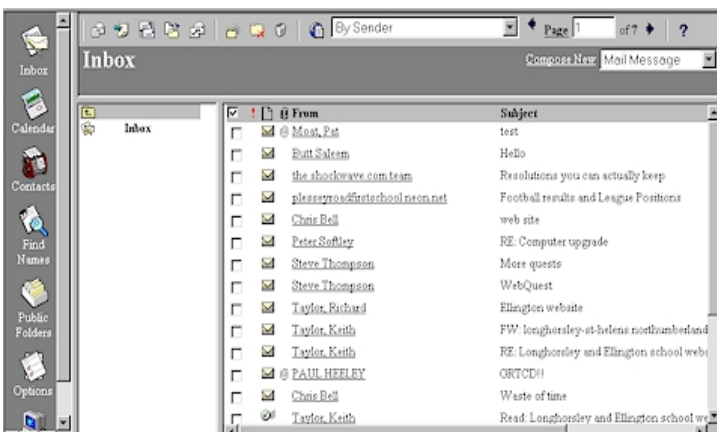 By Sender
Page 1 of 7 ?
Inbox
Compose New Mail Message
Inbox
Calendar
Contacts
Find
Names
Public
Folders
Options
Inbox
! From Subject
Moat, Pat test
Butt Saleem Hello
the shockwave.com team Resolutions you can actually keep
plesseyroadfirstschool.neon.net Football results and League Positions
Chris Bell web site
Peter Softley RE: Computer upgrade
Steve Thompson More quests
Steve Thompson WebQuest
Taylor, Richard Ellington website
Taylor, Keith FW: longhorsley-st-helens.northumberland
Taylor, Keith RE: Longhorsley and Ellington school webs
PAUL HEELEY GRTCD!!
Chris Bell Waste of time
Taylor, Keith Read: Longhorsley and Ellington school we